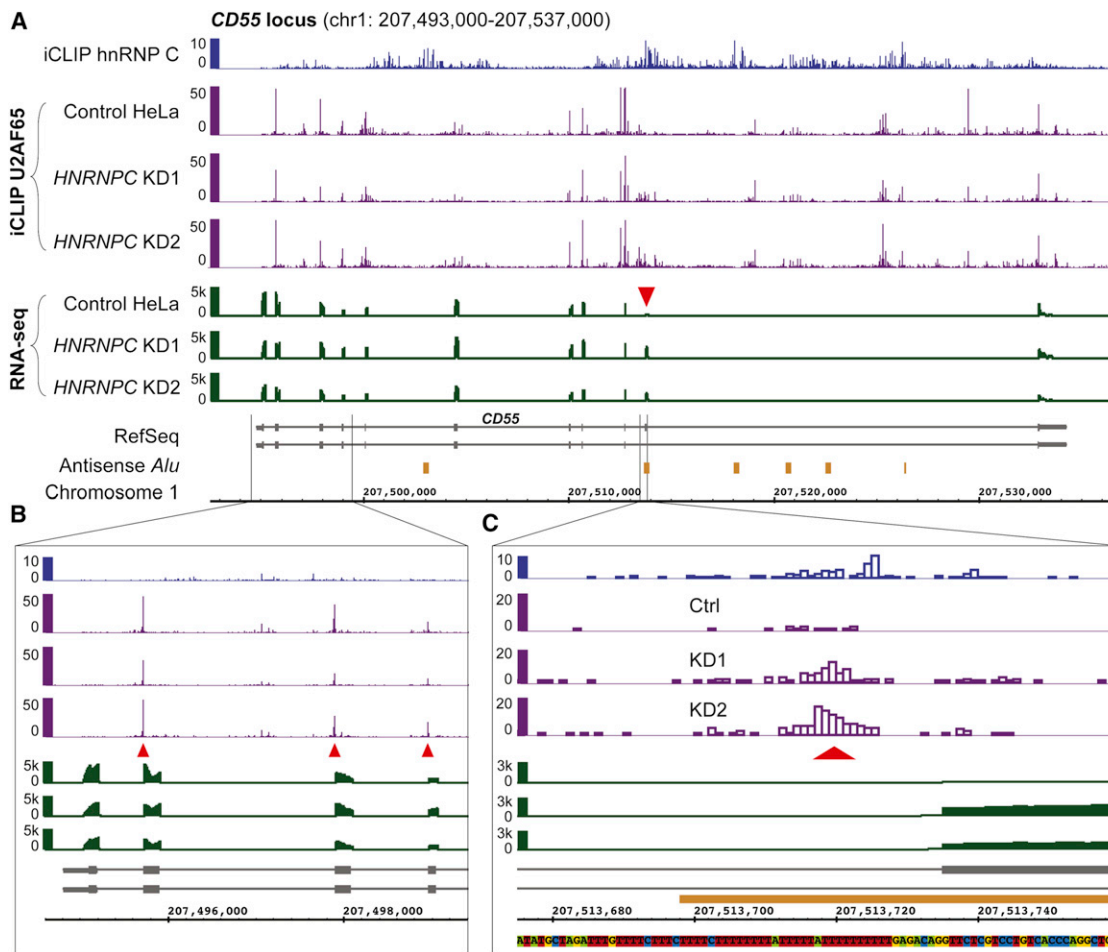 A
CD55 locus (chr1: 207,493,000-207,537,000)
iCLIP hnRNP C
10
0
iCLIP U2AF65
Control HeLa
50
0
HNRNPC KD1
50
0
HNRNPC KD2
50
0
RNA-seq
Control HeLa
5k
0
HNRNPC KD1
5k
0
HNRNPC KD2
5k
0
CD55
RefSeq
Antisense Alu
Chromosome 1
207,500,000 207,510,000 207,520,000 207,530,000
B
10
0
50
0
50
0
50
0
5k
0
5k
0
5k
0
207,496,000 207,498,000
C
10
0
Ctrl
20
0
KD1
20
0
KD2
20
0
3k
0
3k
0
3k
0
207,513,680 207,513,700 207,513,720 207,513,740